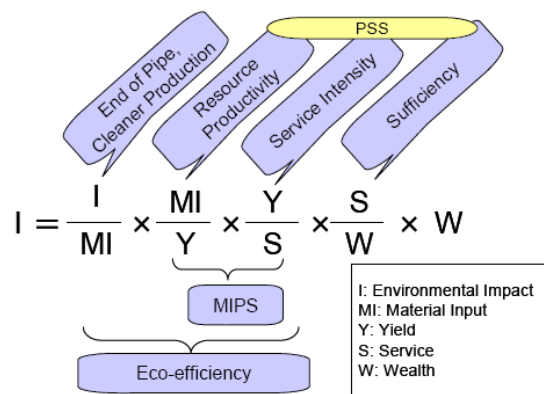 PSS
End of Pipe,
Cleaner Production
Resource
Productivity
Service Intensity
Sufficiency
I = I/MI × MI/Y × Y/S × S/W × W
MIPS
Eco-efficiency
I: Environmental Impact
MI: Material Input
Y: Yield
S: Service
W: Wealth